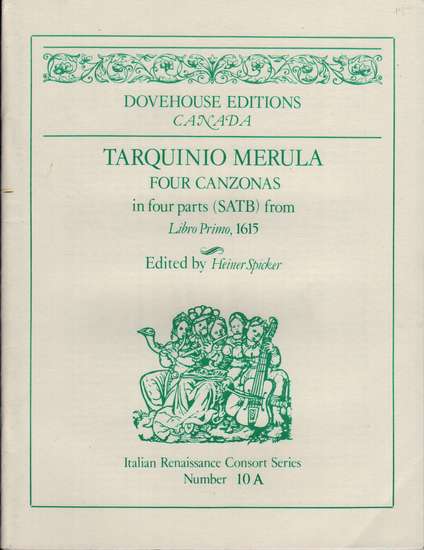 DOVEHOUSE EDITIONS
CANADA
TARQUINIO MERULA
FOUR CANZONAS
in four parts (SATB) from
Libro Primo, 1615
Edited by Heiner Spicker
Italian Renaissance Consort Series
Number 10 A